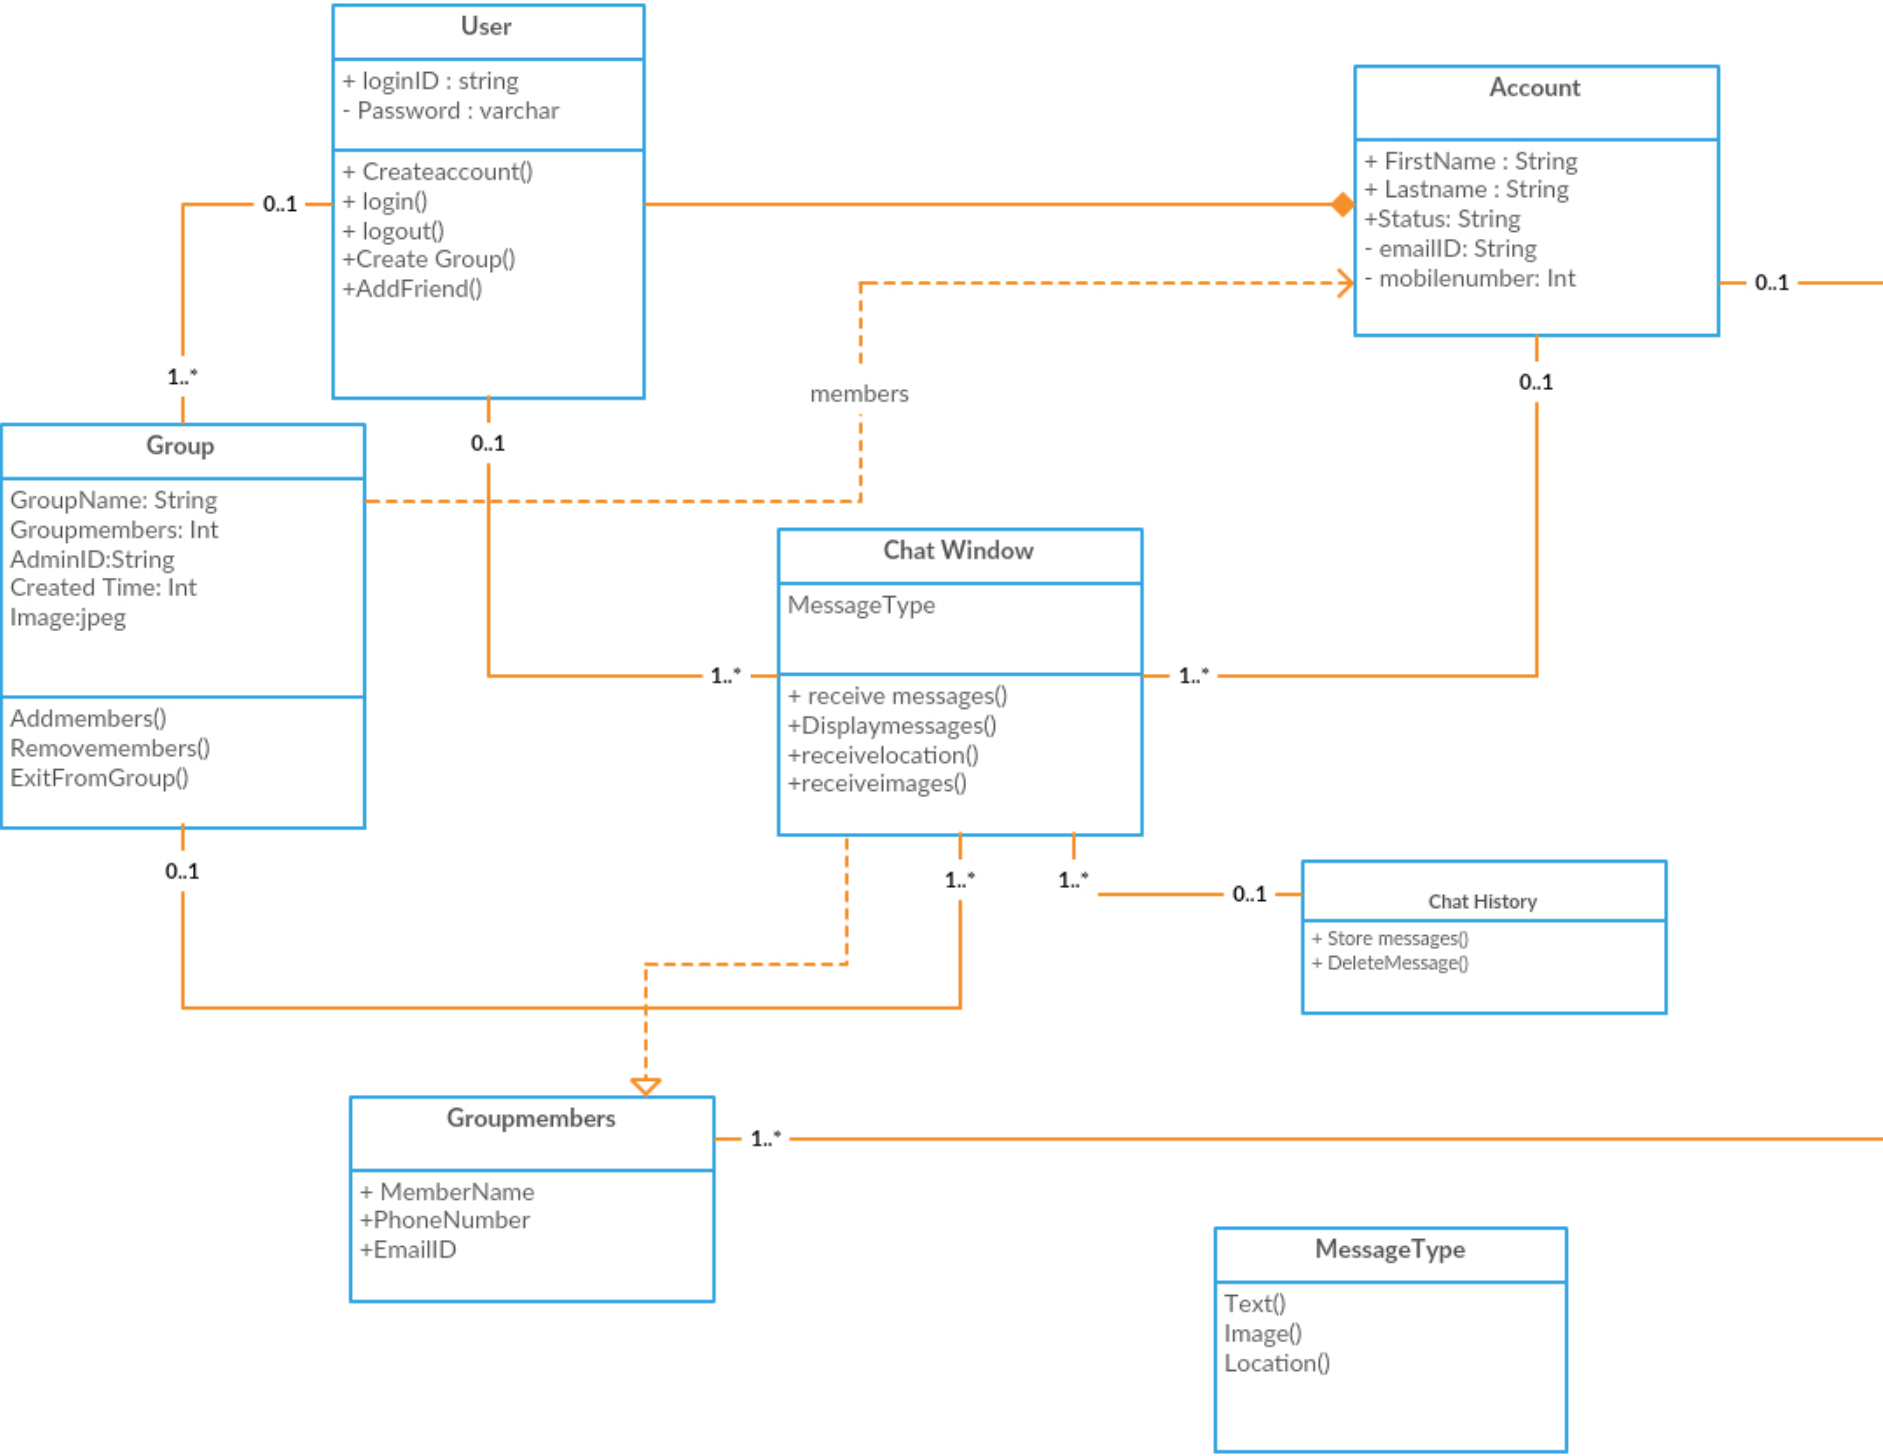 User
+ loginID : string
- Password : varchar
+ Createaccount()
+ login()
+ logout()
+Create Group()
+AddFriend()
Account
+ FirstName : String
+ Lastname : String
+Status: String
- emailID: String
- mobilenumber: Int
0..1
0..1
1..*
members
0..1
0..1
Group
GroupName: String
Groupmembers: Int
AdminID:String
Created Time: Int
Image:jpeg
Addmembers()
Removemembers()
ExitFromGroup()
Chat Window
MessageType
+ receive messages()
+Displaymessages()
+receivelocation()
+receiveimages()
1..*
1..*
0..1
1..*
1..*
0..1
Chat History
+ Store messages()
+ DeleteMessage()
Groupmembers
+ MemberName
+PhoneNumber
+EmailID
1..*
MessageType
Text()
Image()
Location()